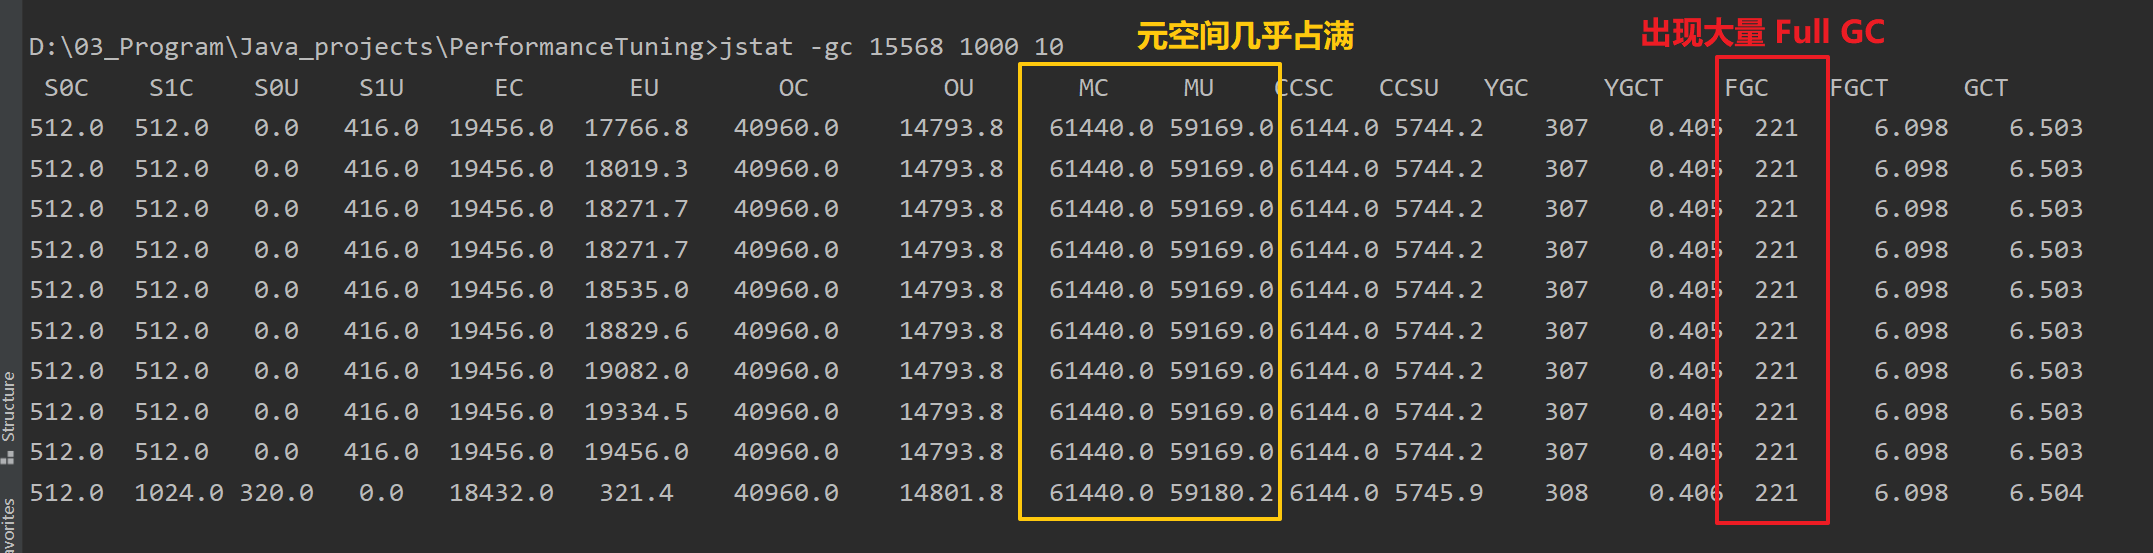 元空间几乎占满
出现大量 Full GC
D:\03_Program\Java_projects\PerformanceTuning>jstat -gc 15568 1000 10
S0C S1C S0U S1U EC EU OC OU MC MU CCSC CCSU YGC YGCT FGC FGCT GCT
512.0 512.0 0.0 416.0 19456.0 17766.8 40960.0 14793.8 61440.0 59169.0 6144.0 5744.2 307 0.405 221 6.098 6.503
512.0 512.0 0.0 416.0 19456.0 18019.3 40960.0 14793.8 61440.0 59169.0 6144.0 5744.2 307 0.405 221 6.098 6.503
512.0 512.0 0.0 416.0 19456.0 18271.7 40960.0 14793.8 61440.0 59169.0 6144.0 5744.2 307 0.405 221 6.098 6.503
512.0 512.0 0.0 416.0 19456.0 18271.7 40960.0 14793.8 61440.0 59169.0 6144.0 5744.2 307 0.405 221 6.098 6.503
512.0 512.0 0.0 416.0 19456.0 18535.0 40960.0 14793.8 61440.0 59169.0 6144.0 5744.2 307 0.405 221 6.098 6.503
512.0 512.0 0.0 416.0 19456.0 18829.6 40960.0 14793.8 61440.0 59169.0 6144.0 5744.2 307 0.405 221 6.098 6.503
512.0 512.0 0.0 416.0 19456.0 19082.0 40960.0 14793.8 61440.0 59169.0 6144.0 5744.2 307 0.405 221 6.098 6.503
512.0 512.0 0.0 416.0 19456.0 19334.5 40960.0 14793.8 61440.0 59169.0 6144.0 5744.2 307 0.405 221 6.098 6.503
512.0 512.0 0.0 416.0 19456.0 19456.0 40960.0 14793.8 61440.0 59169.0 6144.0 5744.2 307 0.405 221 6.098 6.503
512.0 1024.0 320.0 0.0 18432.0 321.4 40960.0 14801.8 61440.0 59180.2 6144.0 5745.9 308 0.406 221 6.098 6.504
Structure
avorites